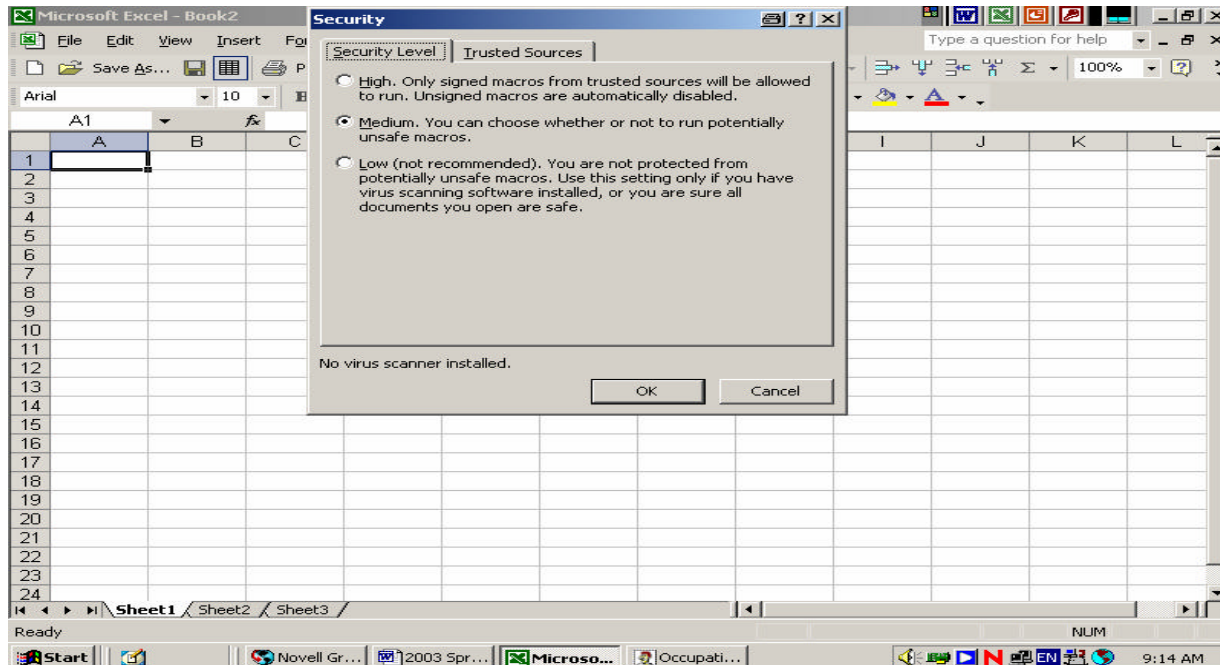 Microsoft Excel - Book2
Security
File Edit View Insert Fo
Type a question for help
Security Level Trusted Sources
Save As... P
Σ 100%
Arial 10 B
A
A1 fx
High. Only signed macros from trusted sources will be allowed
to run. Unsigned macros are automatically disabled.
Medium. You can choose whether or not to run potentially
unsafe macros.
Low (not recommended). You are not protected from
potentially unsafe macros. Use this setting only if you have
virus scanning software installed, or you are sure all
documents you open are safe.
No virus scanner installed.
OK Cancel
A B C I J K L
1
2
3
4
5
6
7
8
9
10
11
12
13
14
15
16
17
18
19
20
21
22
23
24
Sheet1 Sheet2 Sheet3
Ready
NUM
Start Novell Gr... 2003 Spr... Microso... Occupati... N EN 9:14 AM